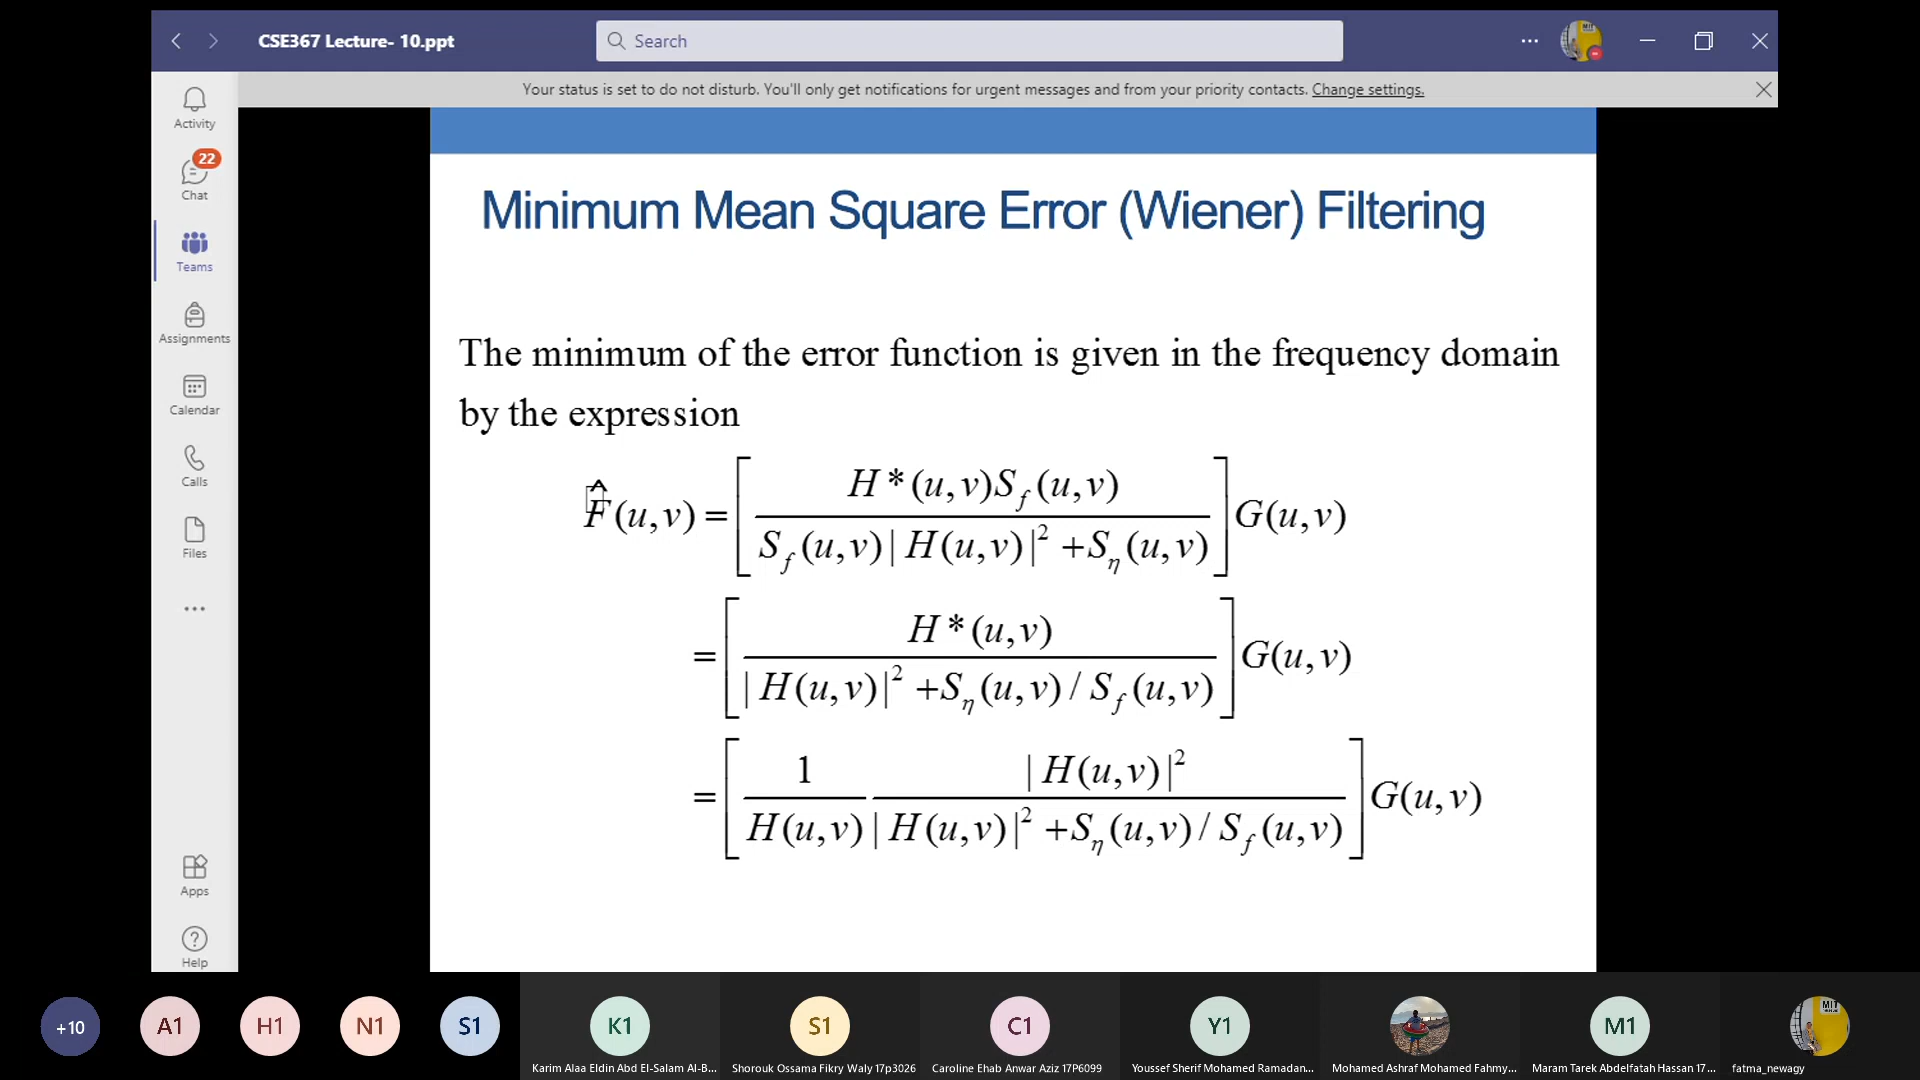 CSE367 Lecture- 10.ppt
Search
Your status is set to do not disturb. You'll only get notifications for urgent messages and from your priority contacts. Change settings.
Activity
22
Chat
Teams
Assignments
Calendar
Calls
Files
Apps
Help
Minimum Mean Square Error (Wiener) Filtering
The minimum of the error function is given in the frequency domain
by the expression
F̂(u,v) = [ H*(u,v)S_f(u,v) / S_f(u,v)|H(u,v)|² +S_η(u,v) ] G(u,v)
= [ H*(u,v) / |H(u,v)|² +S_η(u,v) / S_f(u,v) ] G(u,v)
= [ 1 / H(u,v) |H(u,v)|² / |H(u,v)|² +S_η(u,v) / S_f(u,v) ] G(u,v)
+10
A1
H1
N1
S1
K1
S1
C1
Y1
M1
MIT
Karim Alaa Eldin Abd El-Salam Al-B...
Shorouk Ossama Fikry Waly 17p3026
Caroline Ehab Anwar Aziz 17P6099
Youssef Sherif Mohamed Ramadan...
Mohamed Ashraf Mohamed Fahmy...
Maram Tarek Abdelfatah Hassan 17...
fatma_newagy